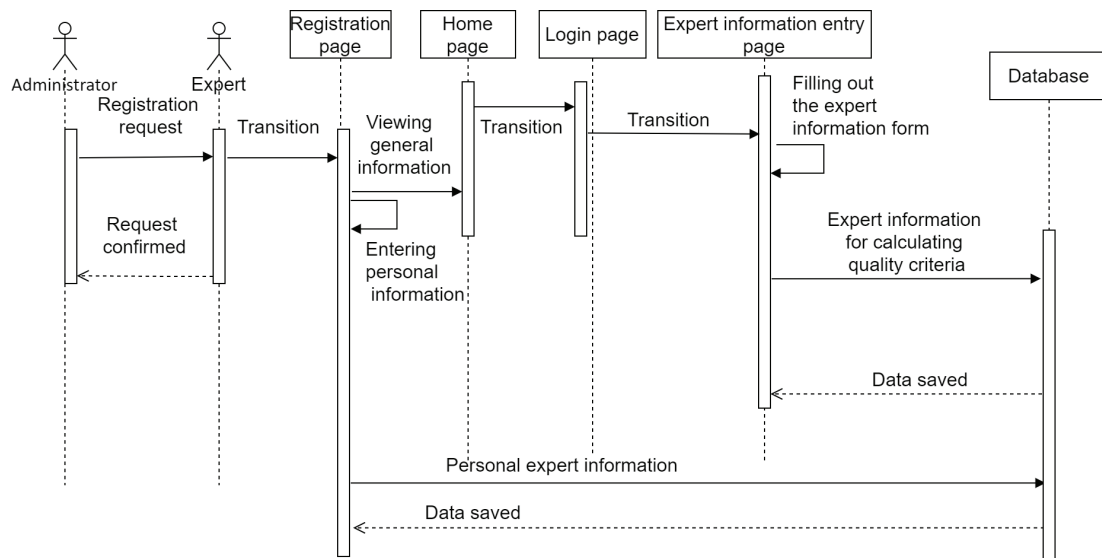 Registration
page
Home
page
Login page
Expert information entry
page
Database
Administrator
Expert
Registration
request
Transition
Viewing
general
information
Transition
Transition
Filling out
the expert
information form
Request
confirmed
Entering
personal
information
Expert information
for calculating
quality criteria
Data saved
Personal expert information
Data saved